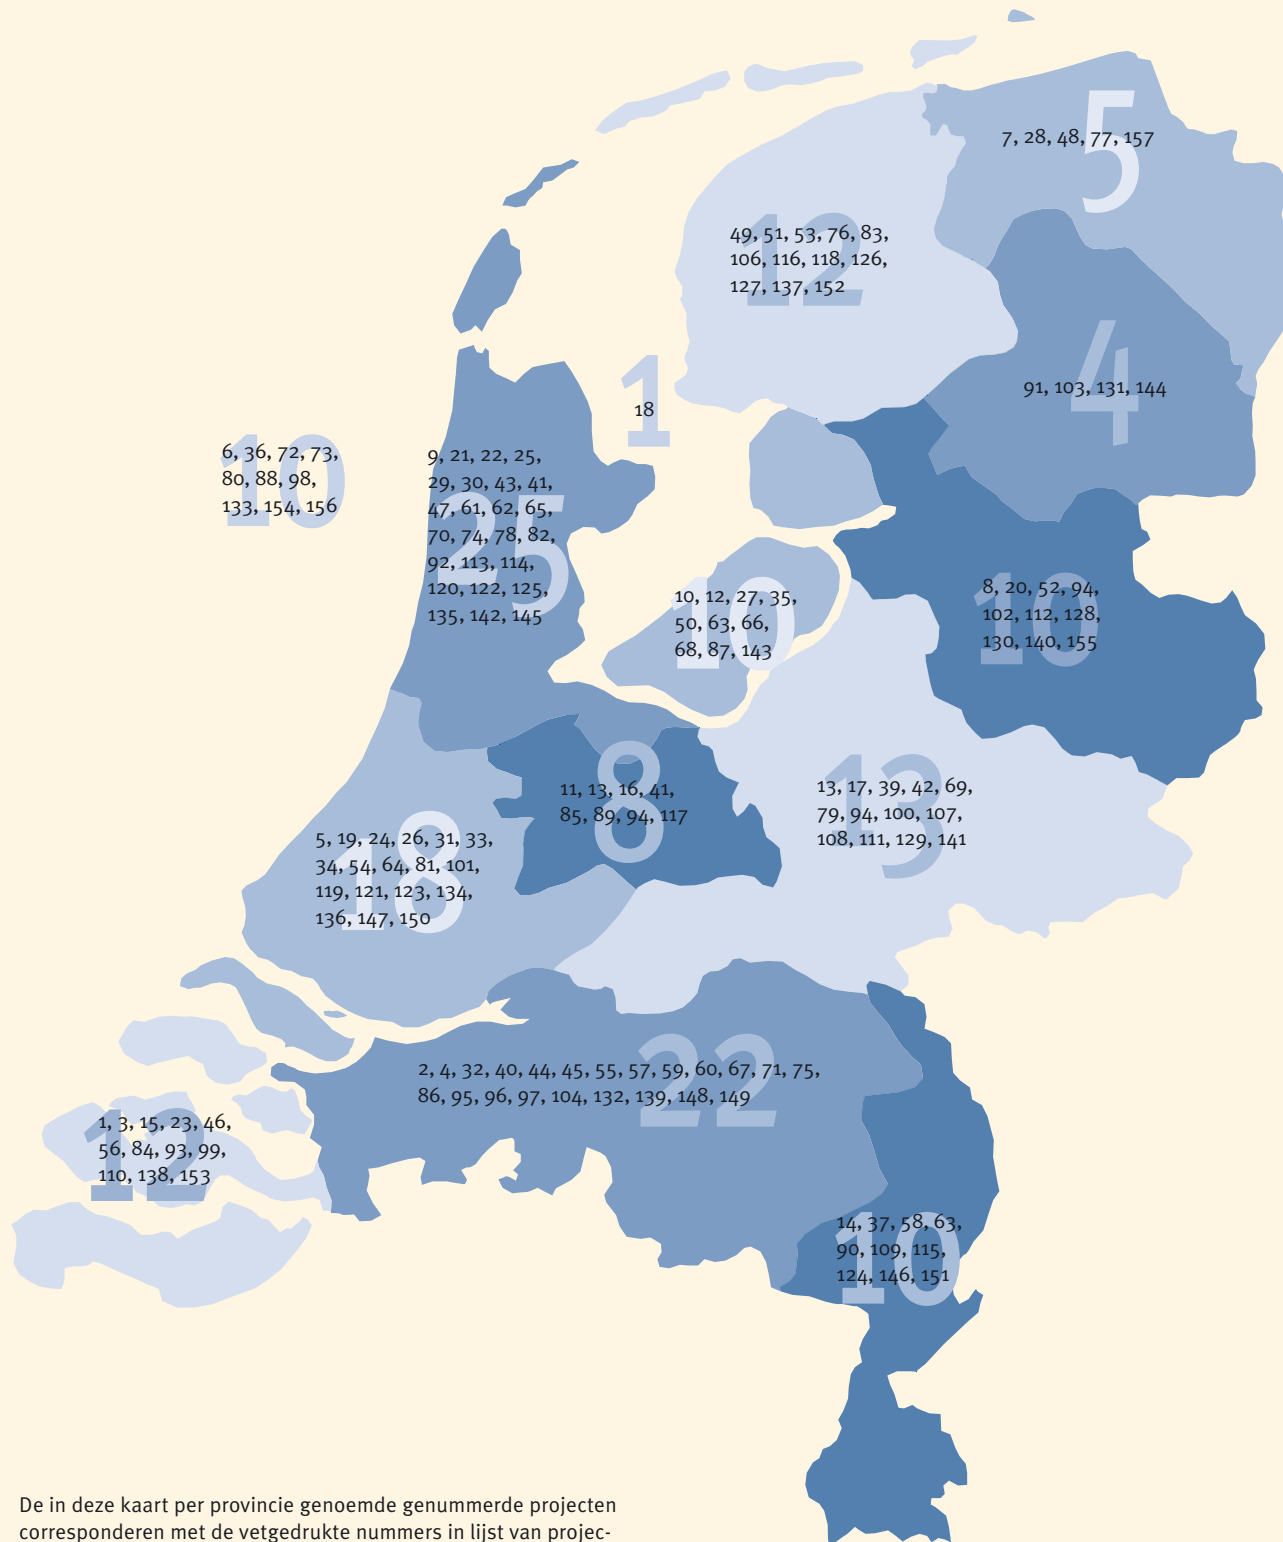 5
7, 28, 48, 77, 157
12
49, 51, 53, 76, 83,
106, 116, 118, 126,
127, 137, 152
4
91, 103, 131, 144
1
18
10
6, 36, 72, 73,
80, 88, 98,
133, 154, 156
25
9, 21, 22, 25,
29, 30, 43, 41,
47, 61, 62, 65,
70, 74, 78, 82,
92, 113, 114,
120, 122, 125,
135, 142, 145
10
10, 12, 27, 35,
50, 63, 66,
68, 87, 143
10
8, 20, 52, 94,
102, 112, 128,
130, 140, 155
8
11, 13, 16, 41,
85, 89, 94, 117
13
13, 17, 39, 42, 69,
79, 94, 100, 107,
108, 111, 129, 141
18
5, 19, 24, 26, 31, 33,
34, 54, 64, 81, 101,
119, 121, 123, 134,
136, 147, 150
22
2, 4, 32, 40, 44, 45, 55, 57, 59, 60, 67, 71, 75,
86, 95, 96, 97, 104, 132, 139, 148, 149
12
1, 3, 15, 23, 46,
56, 84, 93, 99,
110, 138, 153
10
14, 37, 58, 63,
90, 109, 115,
124, 146, 151
De in deze kaart per provincie genoemde genummerde projecten
corresponderen met de vetgedrukte nummers in lijst van projec-